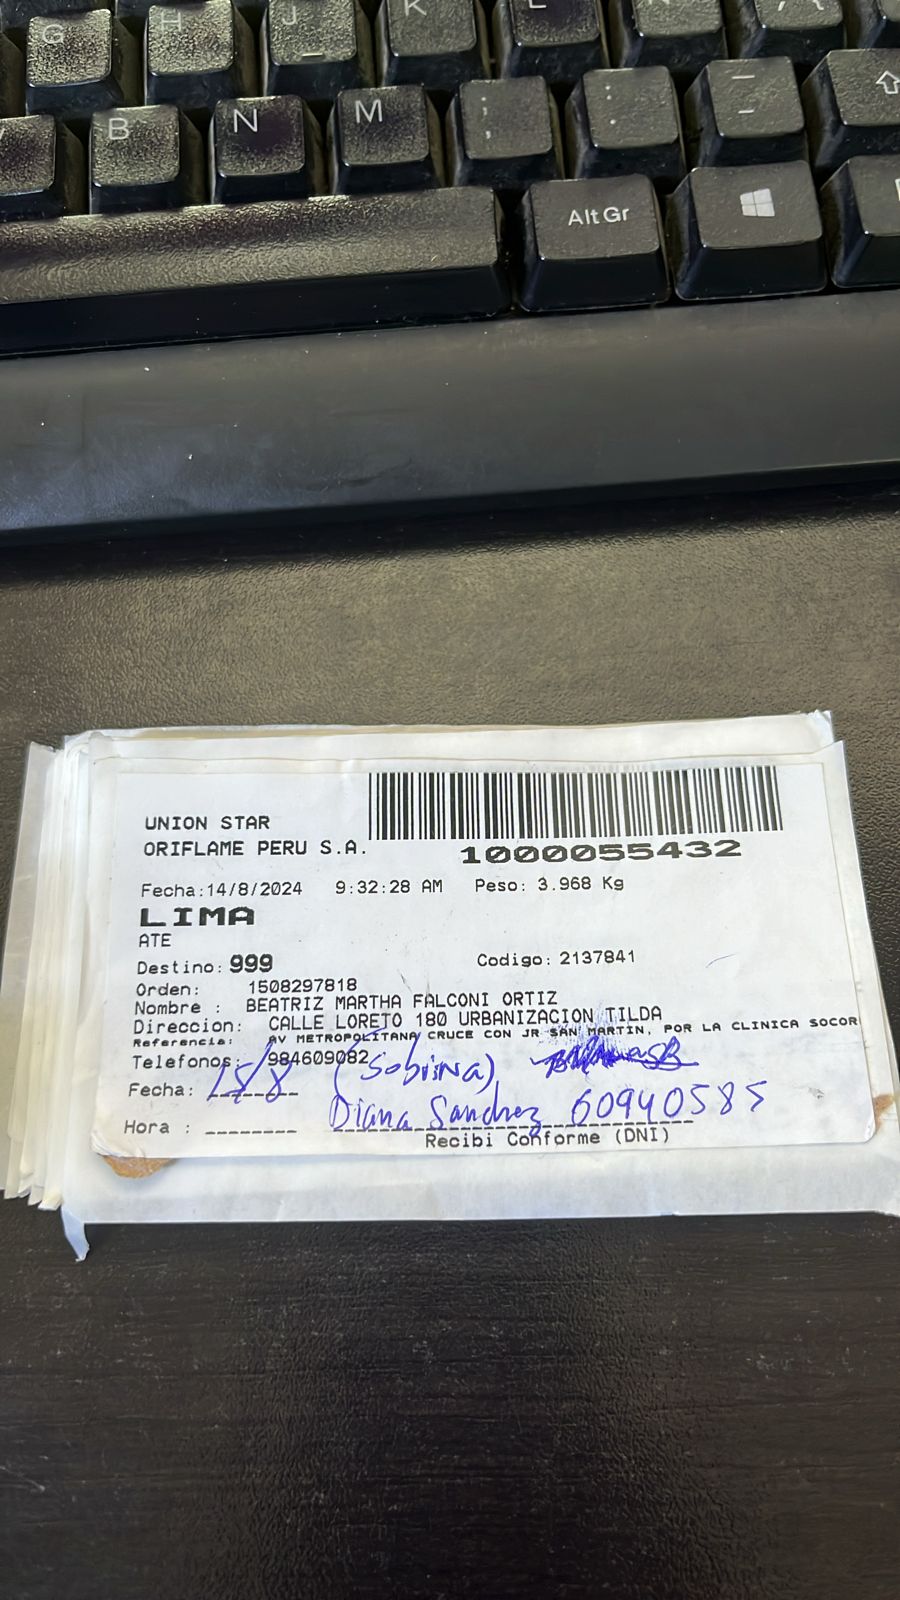 G H J K L
B N M ; : _ -
Alt Gr
UNION STAR
ORIFLAME PERU S.A.
1000055432
Fecha:14/8/2024 9:32:28 AM Peso: 3.968 Kg
LIMA
ATE
Destino: 999 Codigo: 2137841
Orden: 1508297818
Nombre : BEATRIZ MARTHA FALCONI ORTIZ
Direccion: CALLE LORETO 180 URBANIZACION TILDA
Referencia: AV METROPOLITANA CRUCE CON JR SAN MARTIN, POR LA CLINICA SOCOR
Telefonos: 984609082 (Sobrina)
Fecha: 15/8
Diana Sanchez 60940585
Hora : --------
Recibi Conforme (DNI)